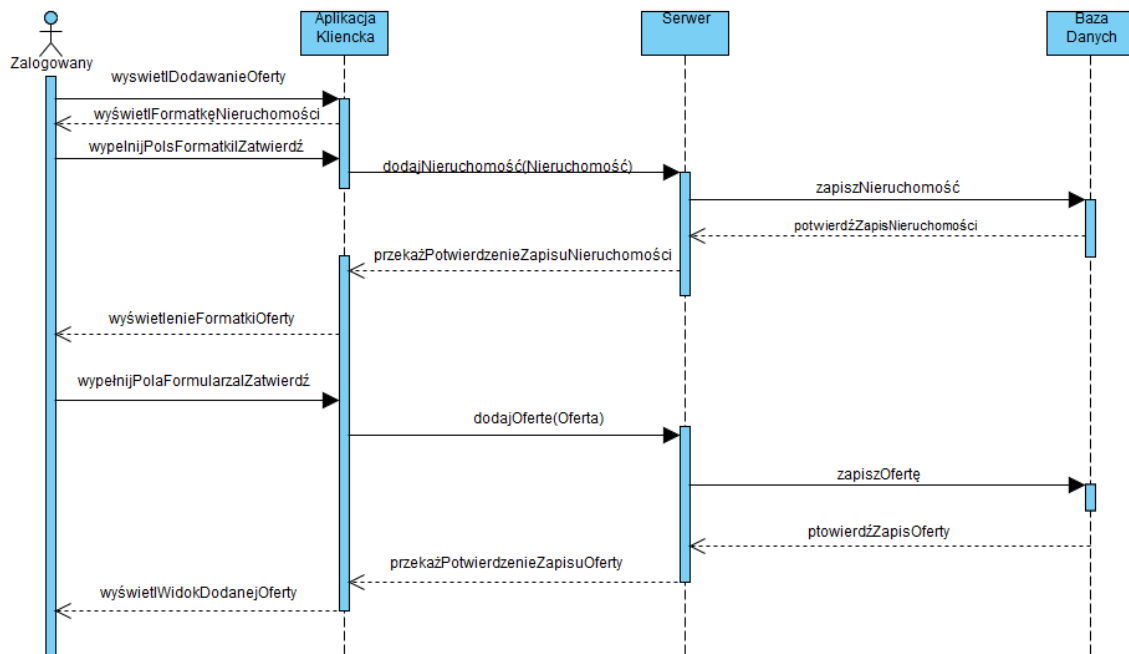 Aplikacja
Kliencka
Serwer
Baza
Danych
Zalogowany
wyswietlDodawanieOferty
wyświetlFormatkęNieruchomości
wypelnijPolsFormatkiIZatwierdź
dodajNieruchomość(Nieruchomość)
zapiszNieruchomość
potwierdźZapisNieruchomości
przekażPotwierdzenieZapisuNieruchomości
wyświetlenieFormatkiOferty
wypełnijPolaFormularzaIZatwierdź
dodajOferte(Oferta)
zapiszOfertę
ptowierdźZapisOferty
przekażPotwierdzenieZapisuOferty
wyświetlWidokDodanejOferty